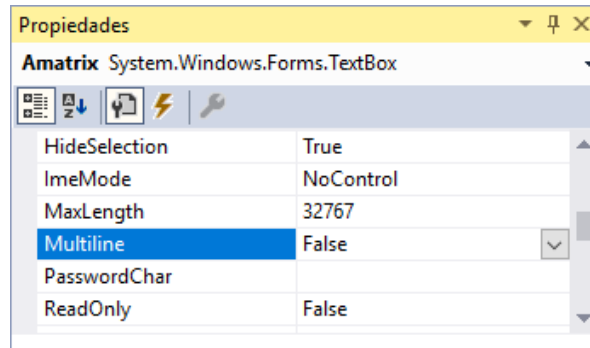 Propiedades
Amatrix System.Windows.Forms.TextBox
HideSelection True
ImeMode NoControl
MaxLength 32767
Multiline False
PasswordChar
ReadOnly False